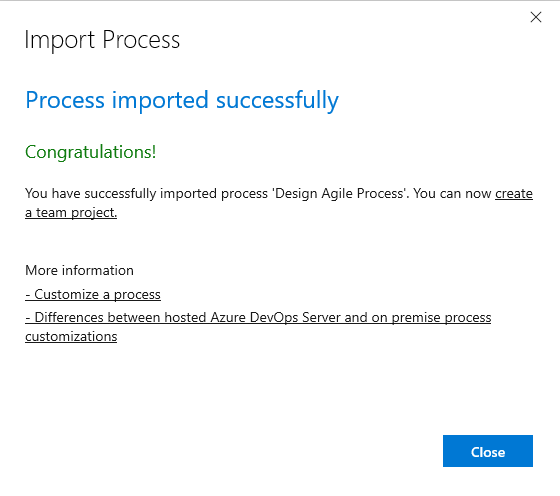 Import Process
Process imported successfully
Congratulations!
You have successfully imported process 'Design Agile Process'. You can now create
a team project.
More information
- Customize a process
- Differences between hosted Azure DevOps Server and on premise process
customizations
Close